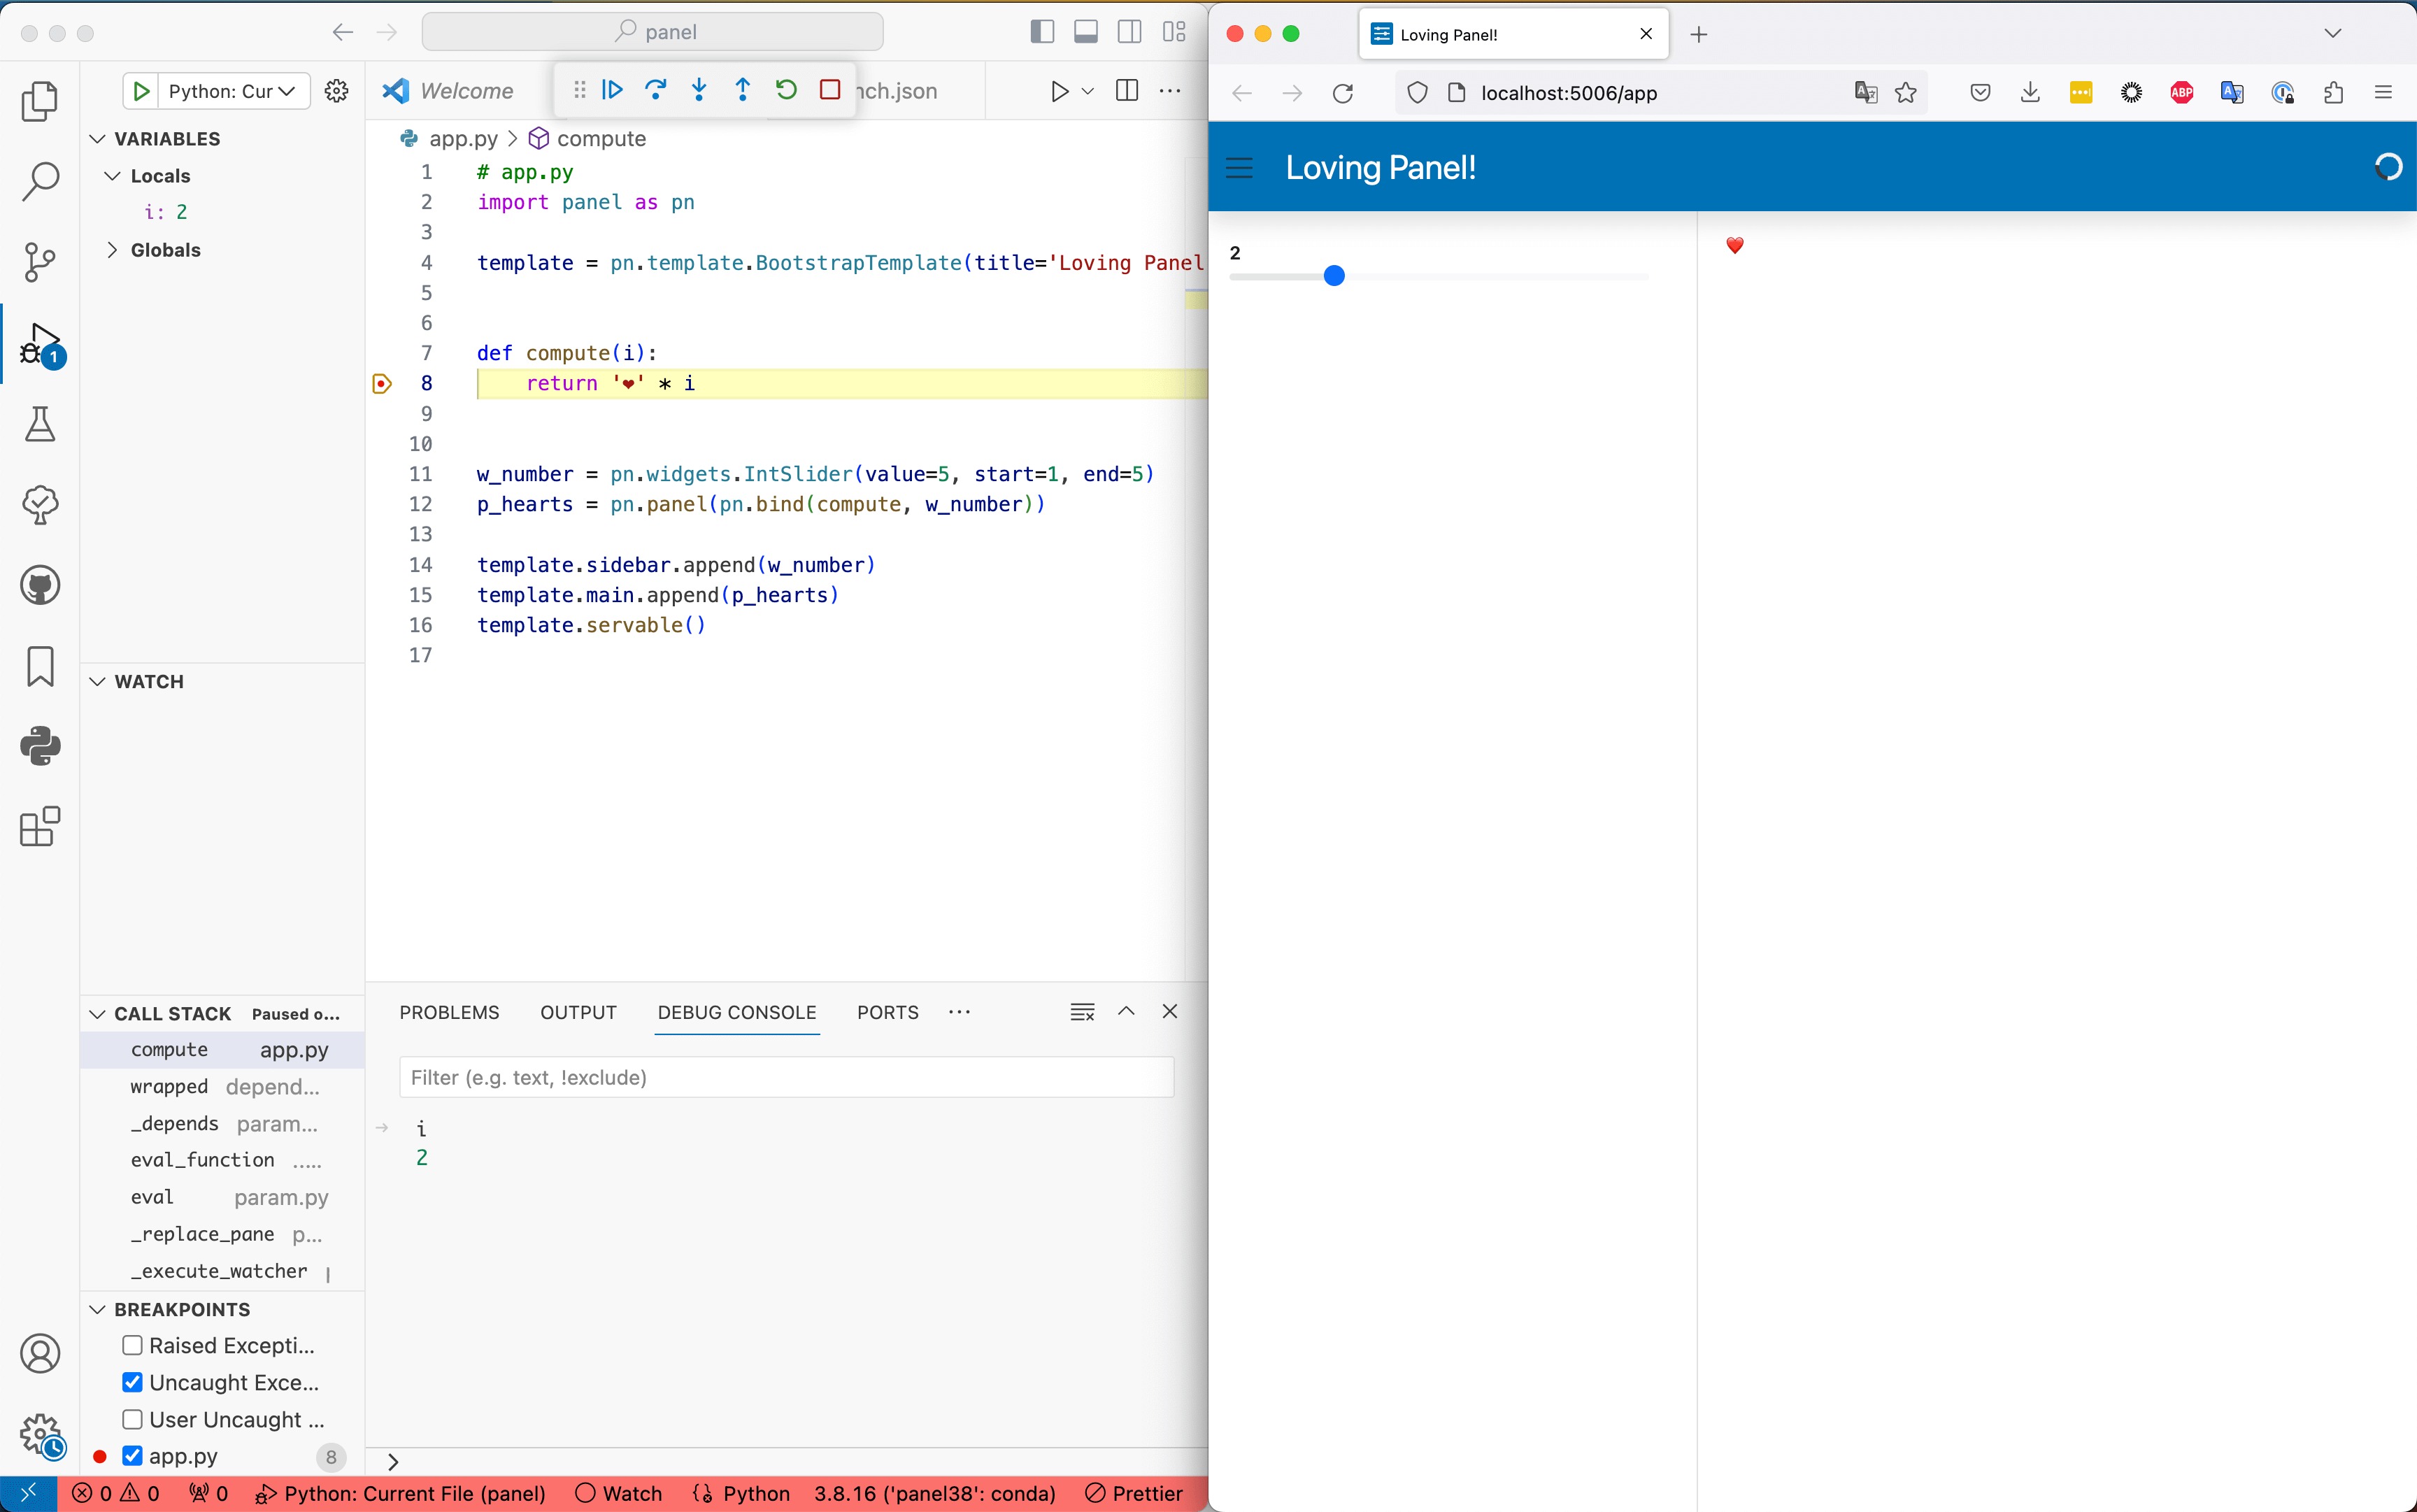 panel
Python: Cur
VARIABLES
Locals
i: 2
Globals
WATCH
CALL STACK Paused o...
compute app.py
wrapped depend...
_depends param...
eval_function .....
eval param.py
_replace_pane p...
_execute_watcher
BREAKPOINTS
Raised Excepti...
Uncaught Exce...
User Uncaught ...
app.py 8
Welcome
nch.json
app.py > compute
1 # app.py
2 import panel as pn
3
4 template = pn.template.BootstrapTemplate(title='Loving Panel
5
6
7 def compute(i):
8 return '❤' * i
9
10
11 w_number = pn.widgets.IntSlider(value=5, start=1, end=5)
12 p_hearts = pn.panel(pn.bind(compute, w_number))
13
14 template.sidebar.append(w_number)
15 template.main.append(p_hearts)
16 template.servable()
17
PROBLEMS OUTPUT DEBUG CONSOLE PORTS ...
Filter (e.g. text, !exclude)
i
2
1
0 0 0 Python: Current File (panel) Watch Python 3.8.16 ('panel38': conda) Prettier
Loving Panel!
localhost:5006/app
ABP
Loving Panel!
2